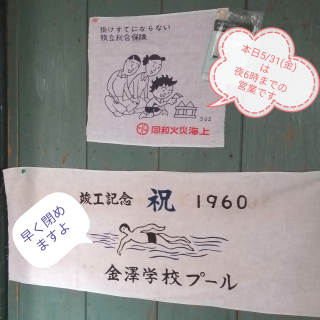 掛けすてにならない
積立総合保険
本日5/31(金)
は
夜6時までの
営業です
同和火災海上
竣工記念 祝 1960
早く閉め
ますよ
金澤学校プール